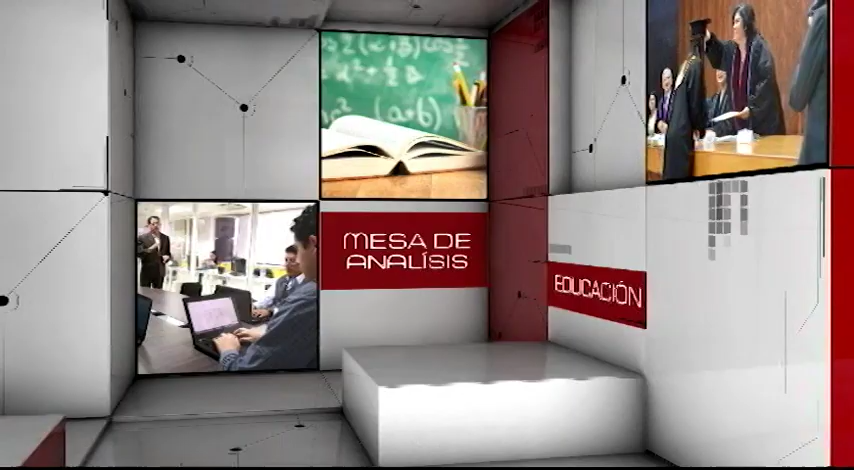 MESA DE
ANALÍSIS
EDUCACIÓN
(a+b)